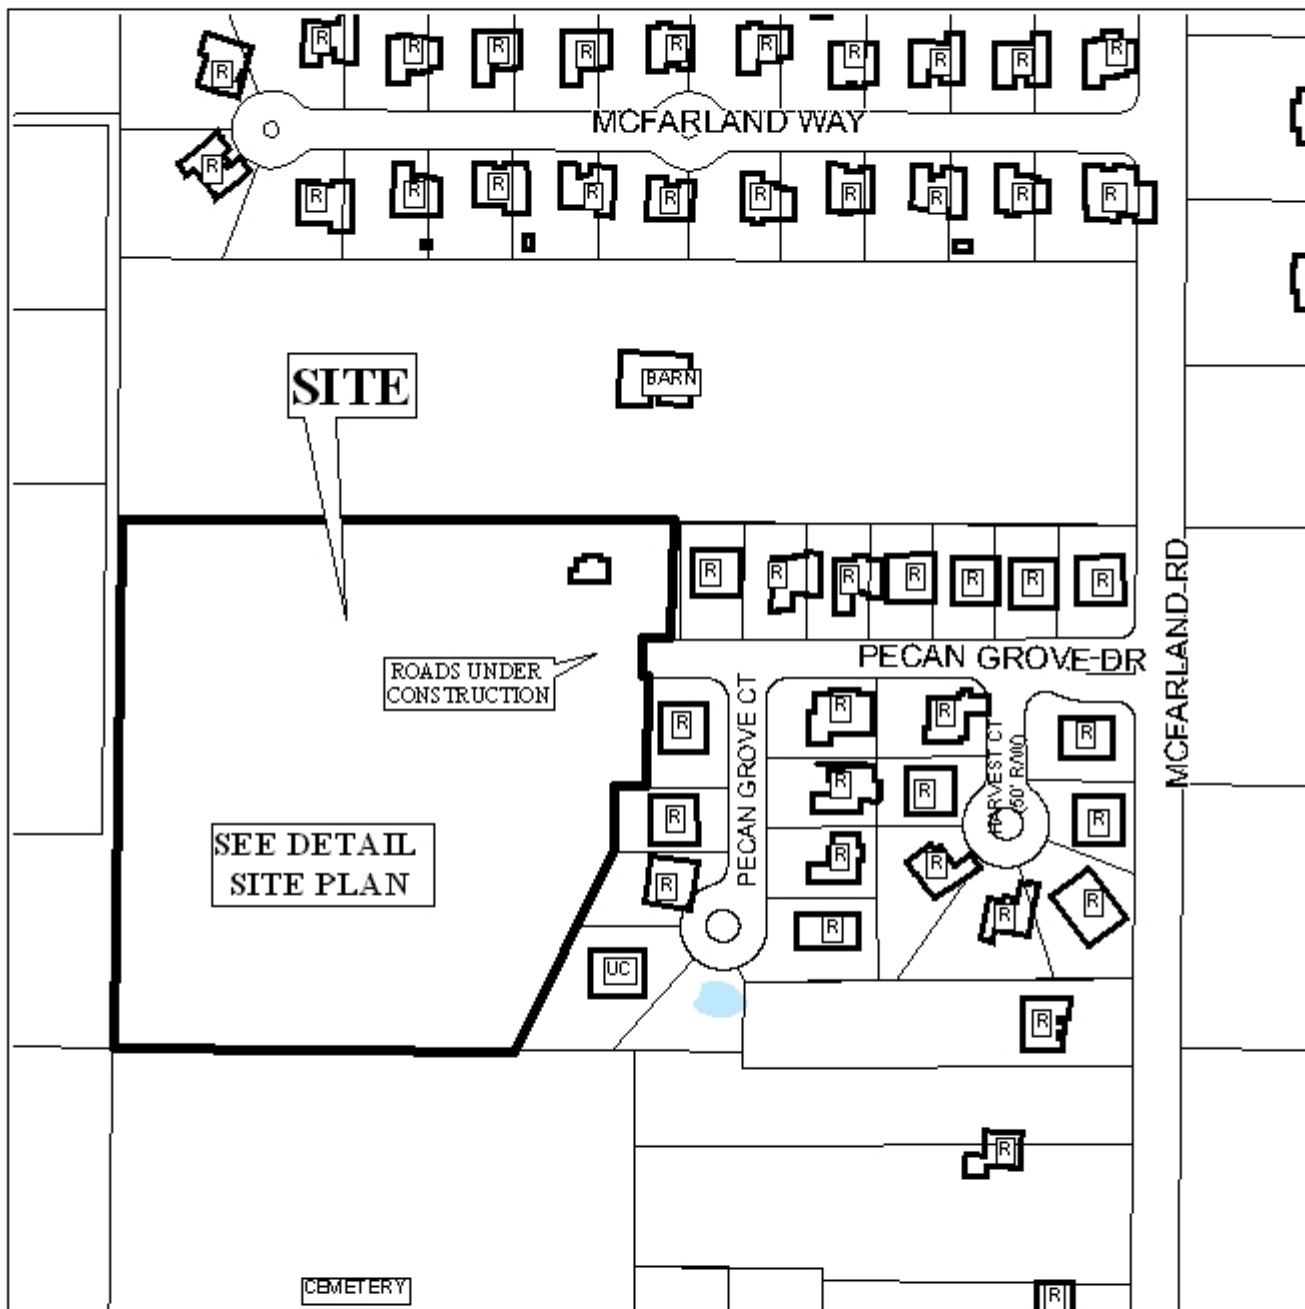 R R R R R R R R R R R
MCFARLAND WAY
R R R R R R R R R R R
BARN
SITE
R R R R R R R
PECAN GROVE DR
MCFARLAND RD
ROADS UNDER
CONSTRUCTION
R R R R
PECAN GROVE CT
HARVEST CT
(50' R/W)
R R R R
SEE DETAIL
SITE PLAN
R R R R R R
UC
R
R
CEMETERY
R